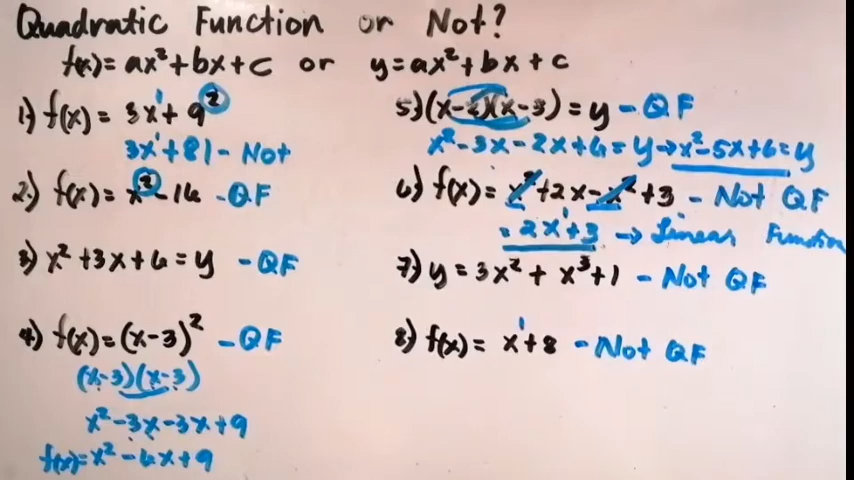 Quadratic Function or Not?
f(x) = ax² + bx + c or y = ax² + bx + c
1) f(x) = 3x¹ + 9²
3x¹ + 81 - Not
2) f(x) = x² - 16 - QF
3) x² + 3x + 6 = y - QF
4) f(x) = (x-3)² - QF
(x-3)(x-3)
x² - 3x - 3x + 9
f(x) = x² - 6x + 9
5) (x-2)(x-3) = y - QF
x² - 3x - 2x + 6 = y → x² - 5x + 6 = y
6) f(x) = x² + 2x - x² + 3 - Not QF
= 2x¹ + 3 → Linear Function
7) y = 3x² + x³ + 1 - Not QF
8) f(x) = x¹ + 8 - Not QF